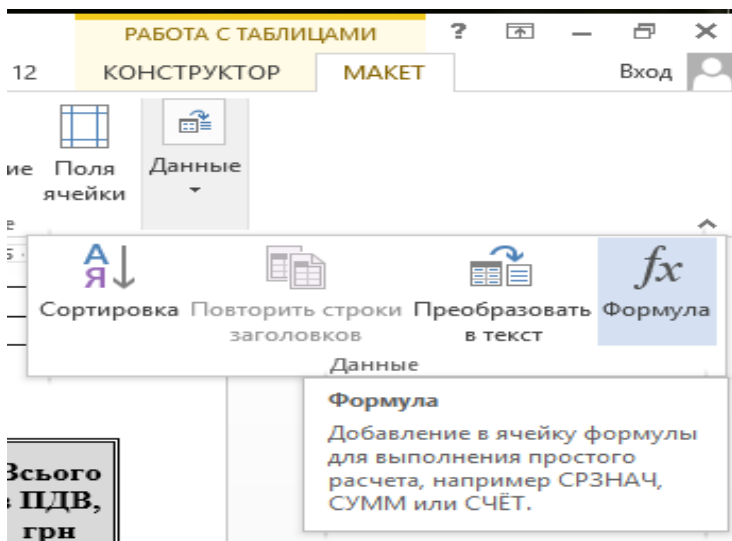 РАБОТА С ТАБЛИЦАМИ ?
12 КОНСТРУКТОР МАКЕТ Вход
Поля ячейки
Данные
А Я
Сортировка
Повторить строки заголовков
Преобразовать в текст
fx
Формула
Данные
Формула
Добавление в ячейку формулы
для выполнения простого
расчета, например СРЗНАЧ,
СУММ или СЧЁТ.
Всього
ПДВ,
грн